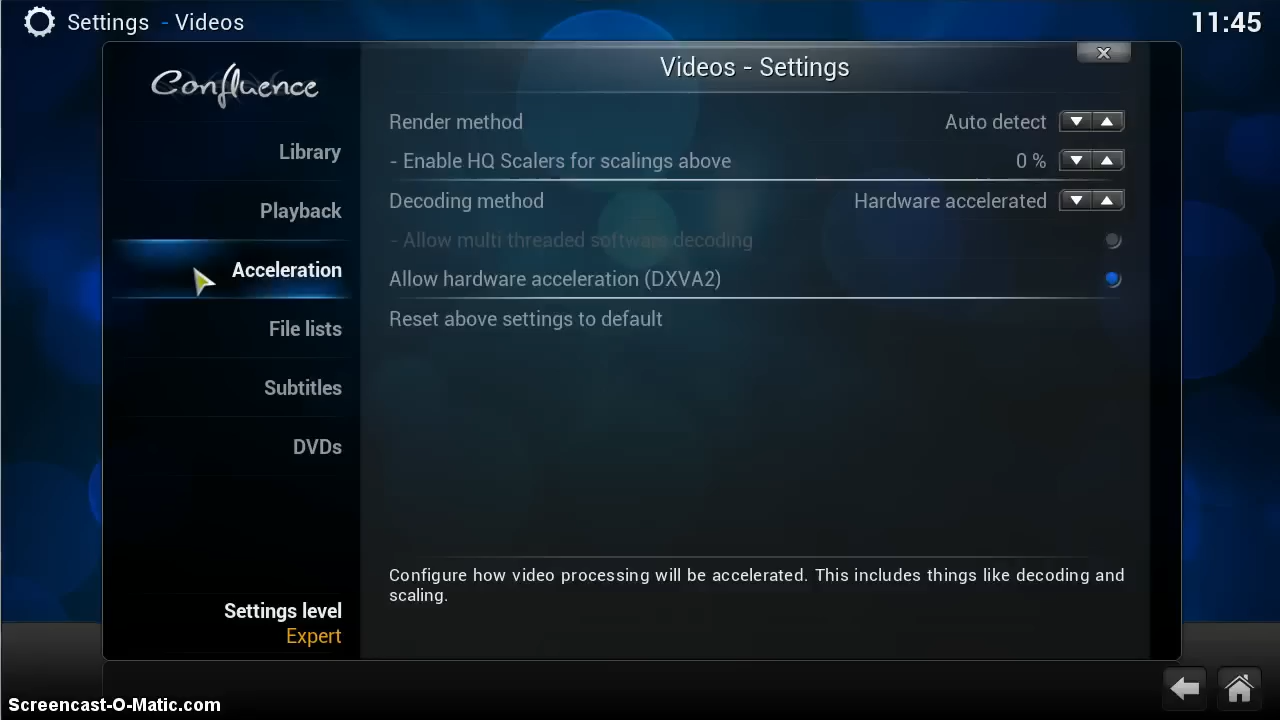 Settings - Videos
11:45
Confluence
Videos - Settings
Library
Playback
Acceleration
File lists
Subtitles
DVDs
Settings level
Expert
Render method Auto detect
- Enable HQ Scalers for scalings above 0 %
Decoding method Hardware accelerated
- Allow multi threaded software decoding
Allow hardware acceleration (DXVA2)
Reset above settings to default
Configure how video processing will be accelerated. This includes things like decoding and
scaling.
Screencast-O-Matic.com